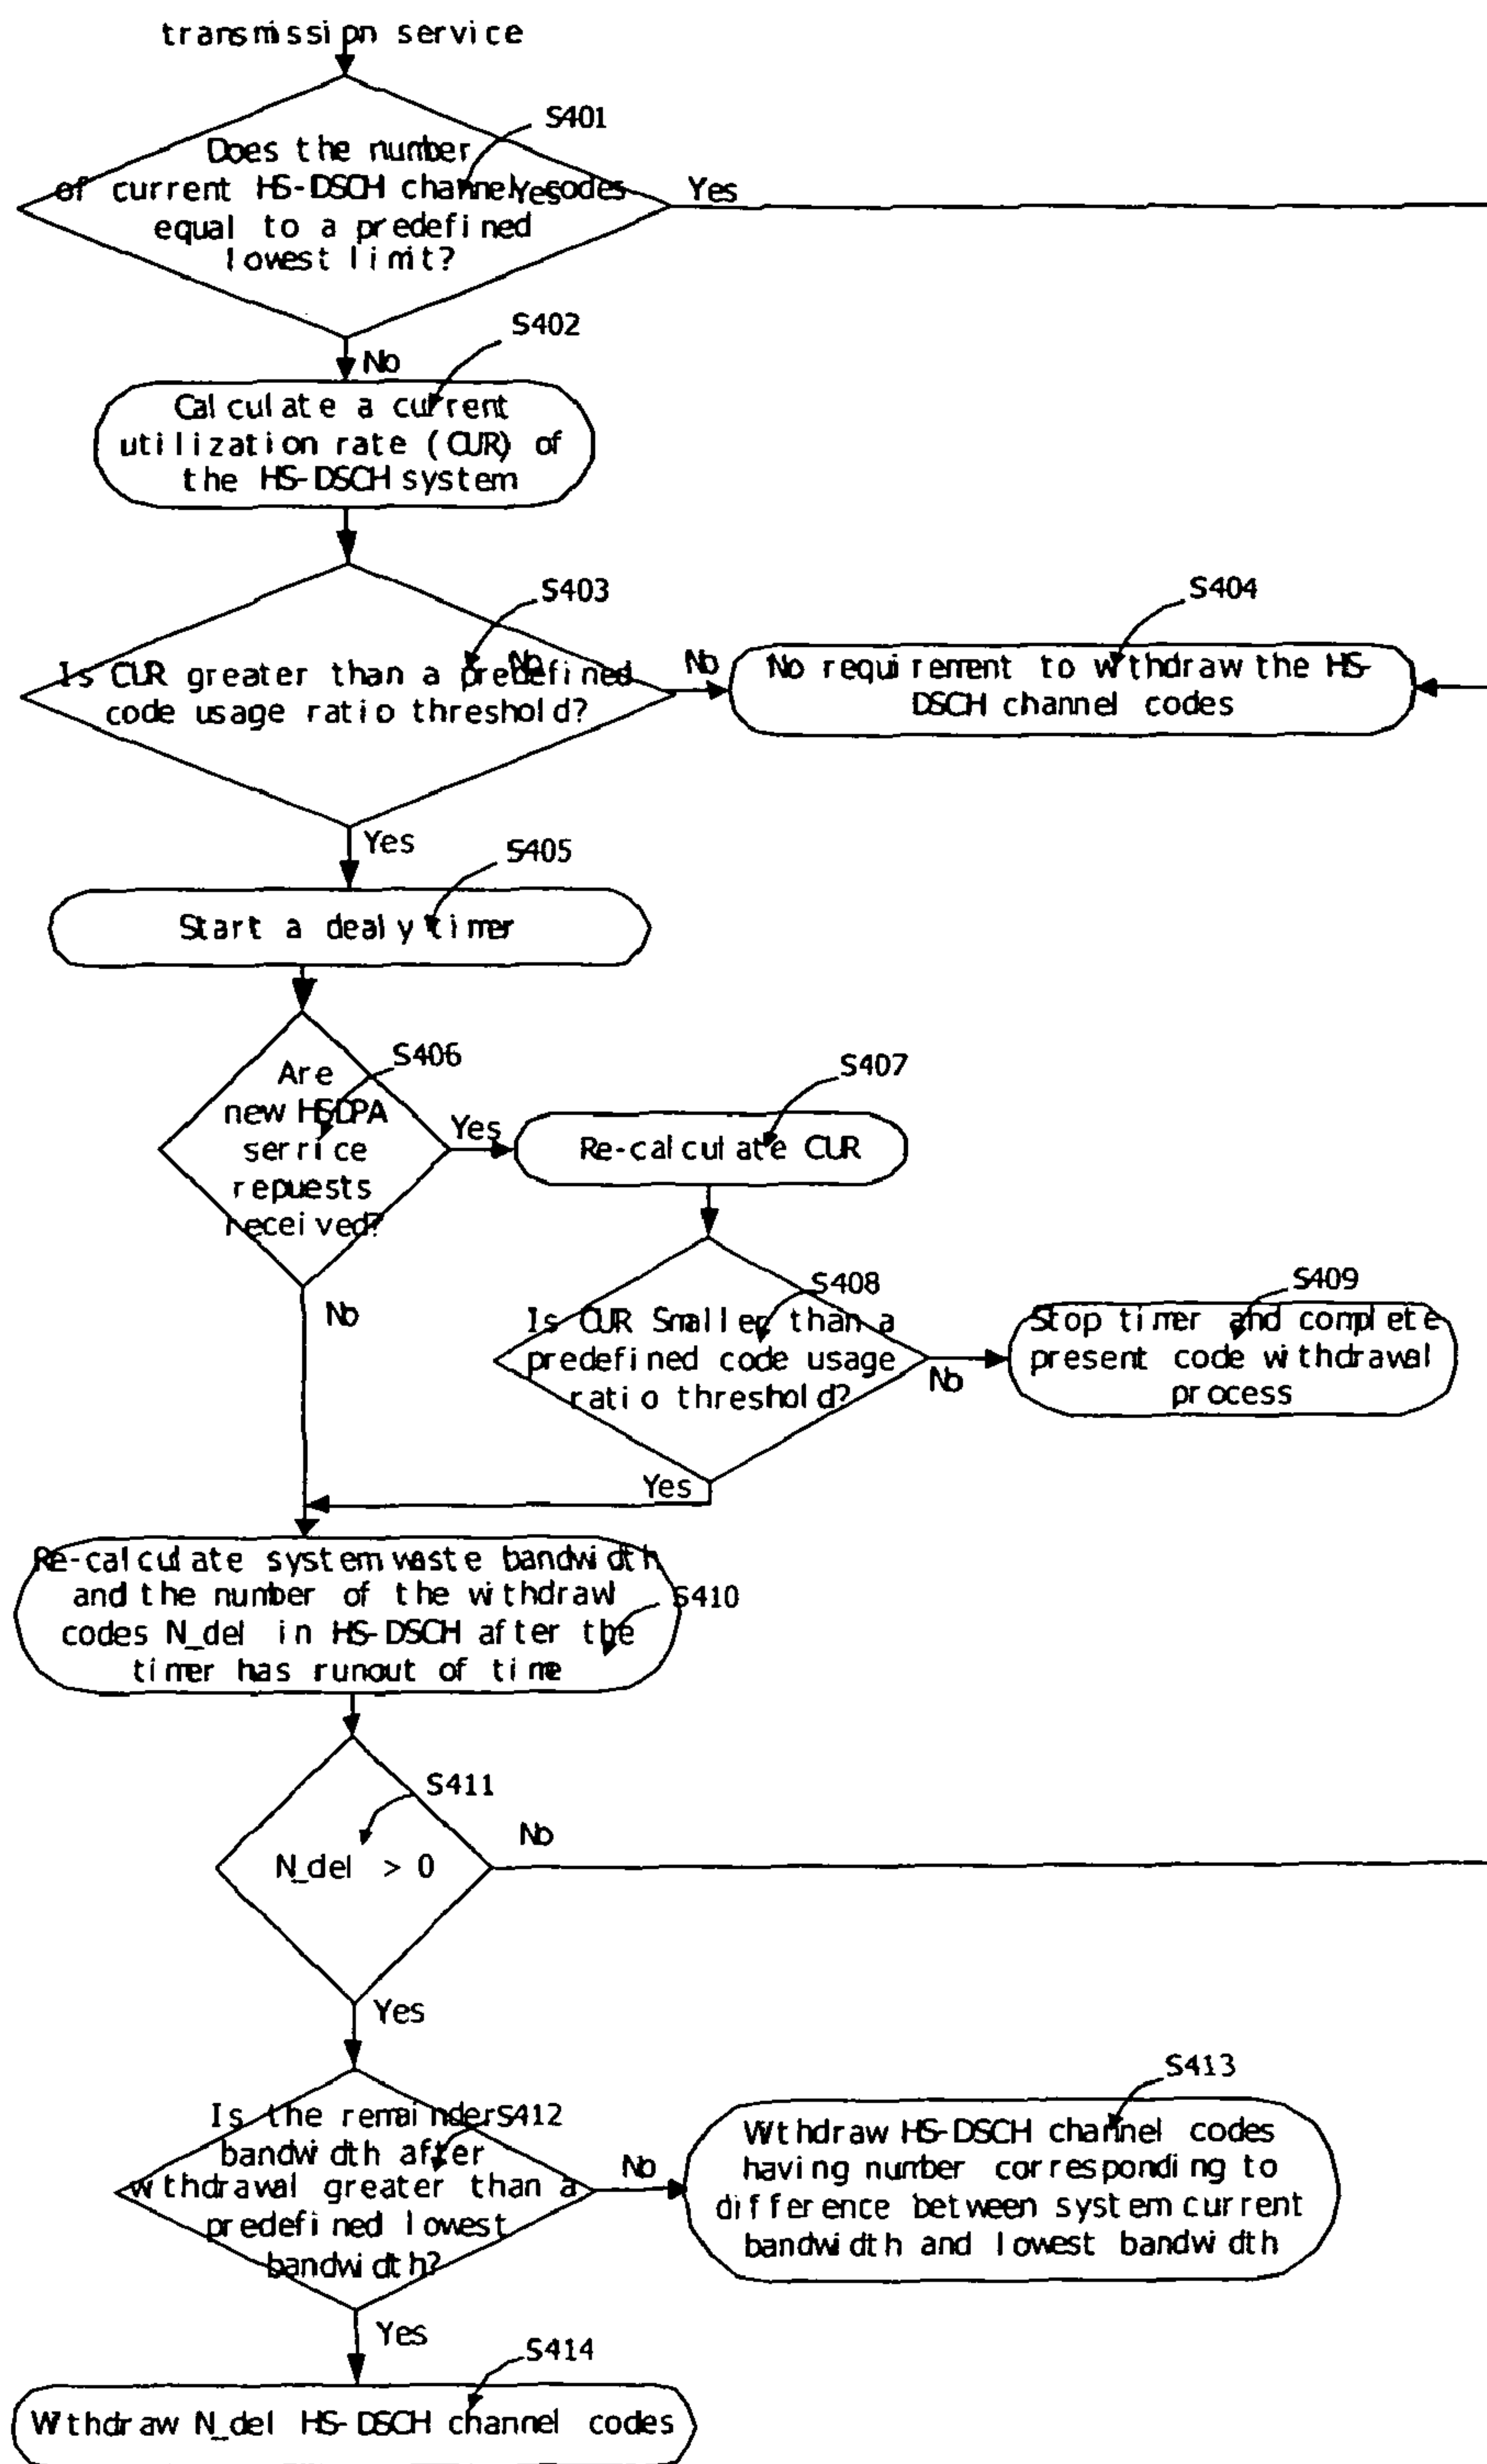 transmission service
S401
Does the number
of current HS-DSCH channel codes
Yes
Yes
equal to a predefined
lowest limit?
S402
No
Calculate a current
utilization rate (CUR) of
the HS-DSCH system
S403
S404
Is CUR greater than a predefined
code usage ratio threshold?
No
No
No requirement to withdraw the HS-
DSCH channel codes
Yes
S405
Start a dealy timer
S406
Are
new HSDPA
serrice
repuests
received?
Yes
S407
Re-calculate CUR
No
S408
Is CUR Smaller than a
predefined code usage
ratio threshold?
No
S409
Stop timer and complete
present code withdrawal
process
Yes
Re-calculate system waste bandwidth
and the number of the withdraw
codes N_del in HS-DSCH after the
timer has runout of time
S410
S411
N_del > 0
No
Yes
S412
Is the remainder
bandwidth after
withdrawal greater than a
predefined lowest
bandwidth?
No
S413
Withdraw HS-DSCH channel codes
having number corresponding to
difference between system current
bandwidth and lowest bandwidth
Yes
S414
Withdraw N_del HS-DSCH channel codes